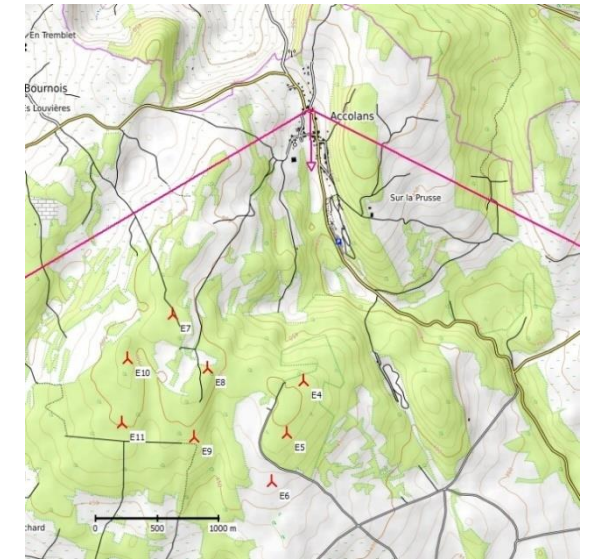 En Tremblet
Bournois
s Louvières
Accolans
Sur la Prusse
E7
E10
E8
E4
E11
E9
E5
E6
0 500 1000 m
chard